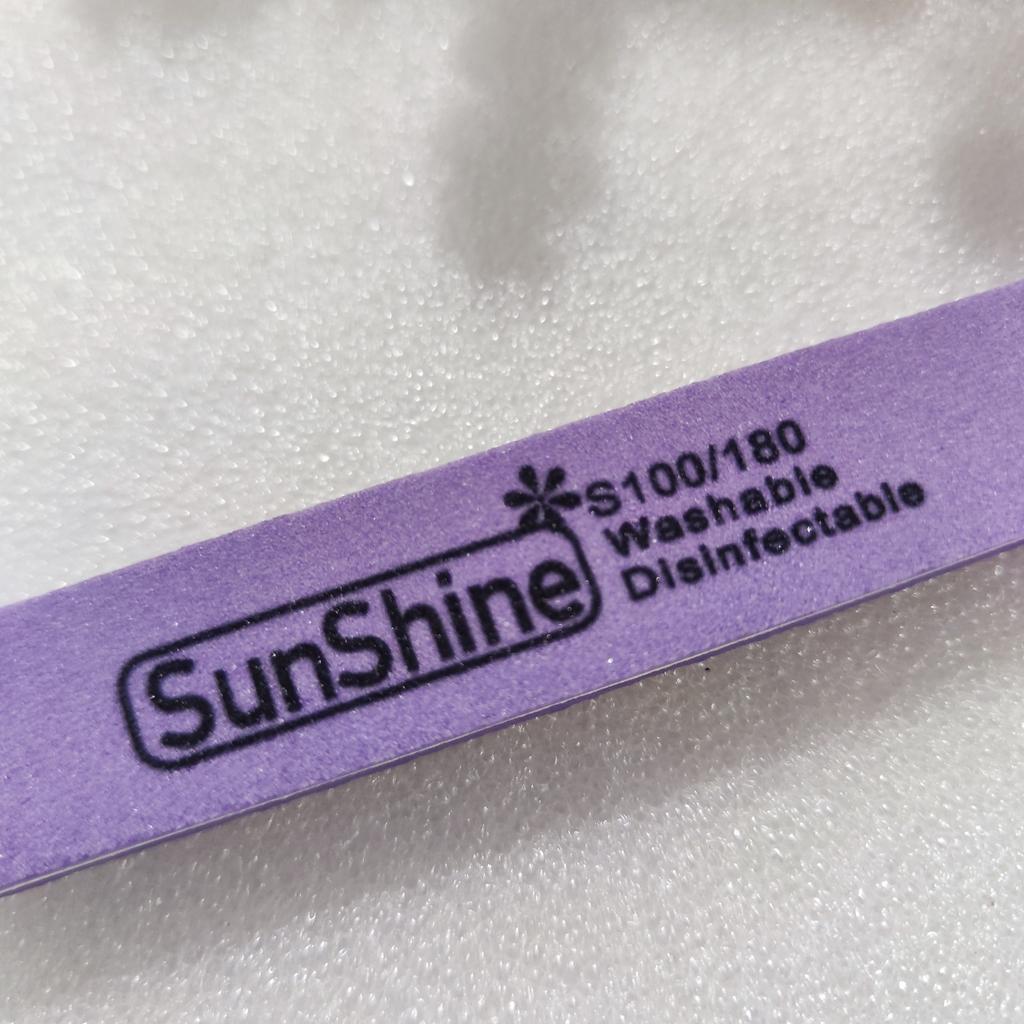 SunShine
S100/180
Washable
Disinfectable